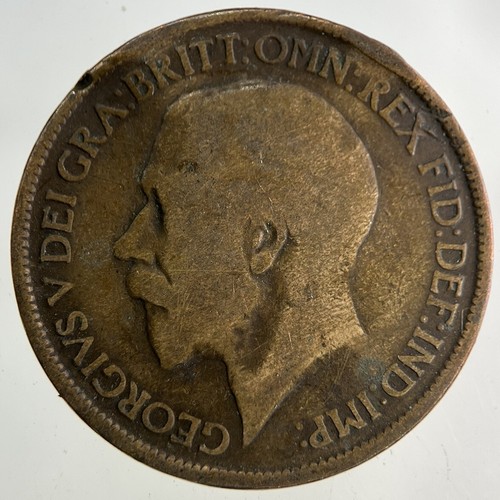 GEORGIVS V DEI GRA: BRITT: OMN: REX FID: DEF: IND: IMP: